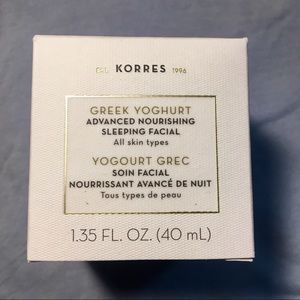 EST. KORRES 1996
GREEK YOGHURT
ADVANCED NOURISHING
SLEEPING FACIAL
All skin types
YOGOURT GREC
SOIN FACIAL
NOURRISSANT AVANCÉ DE NUIT
Tous types de peau
1.35 FL. OZ. (40 mL)